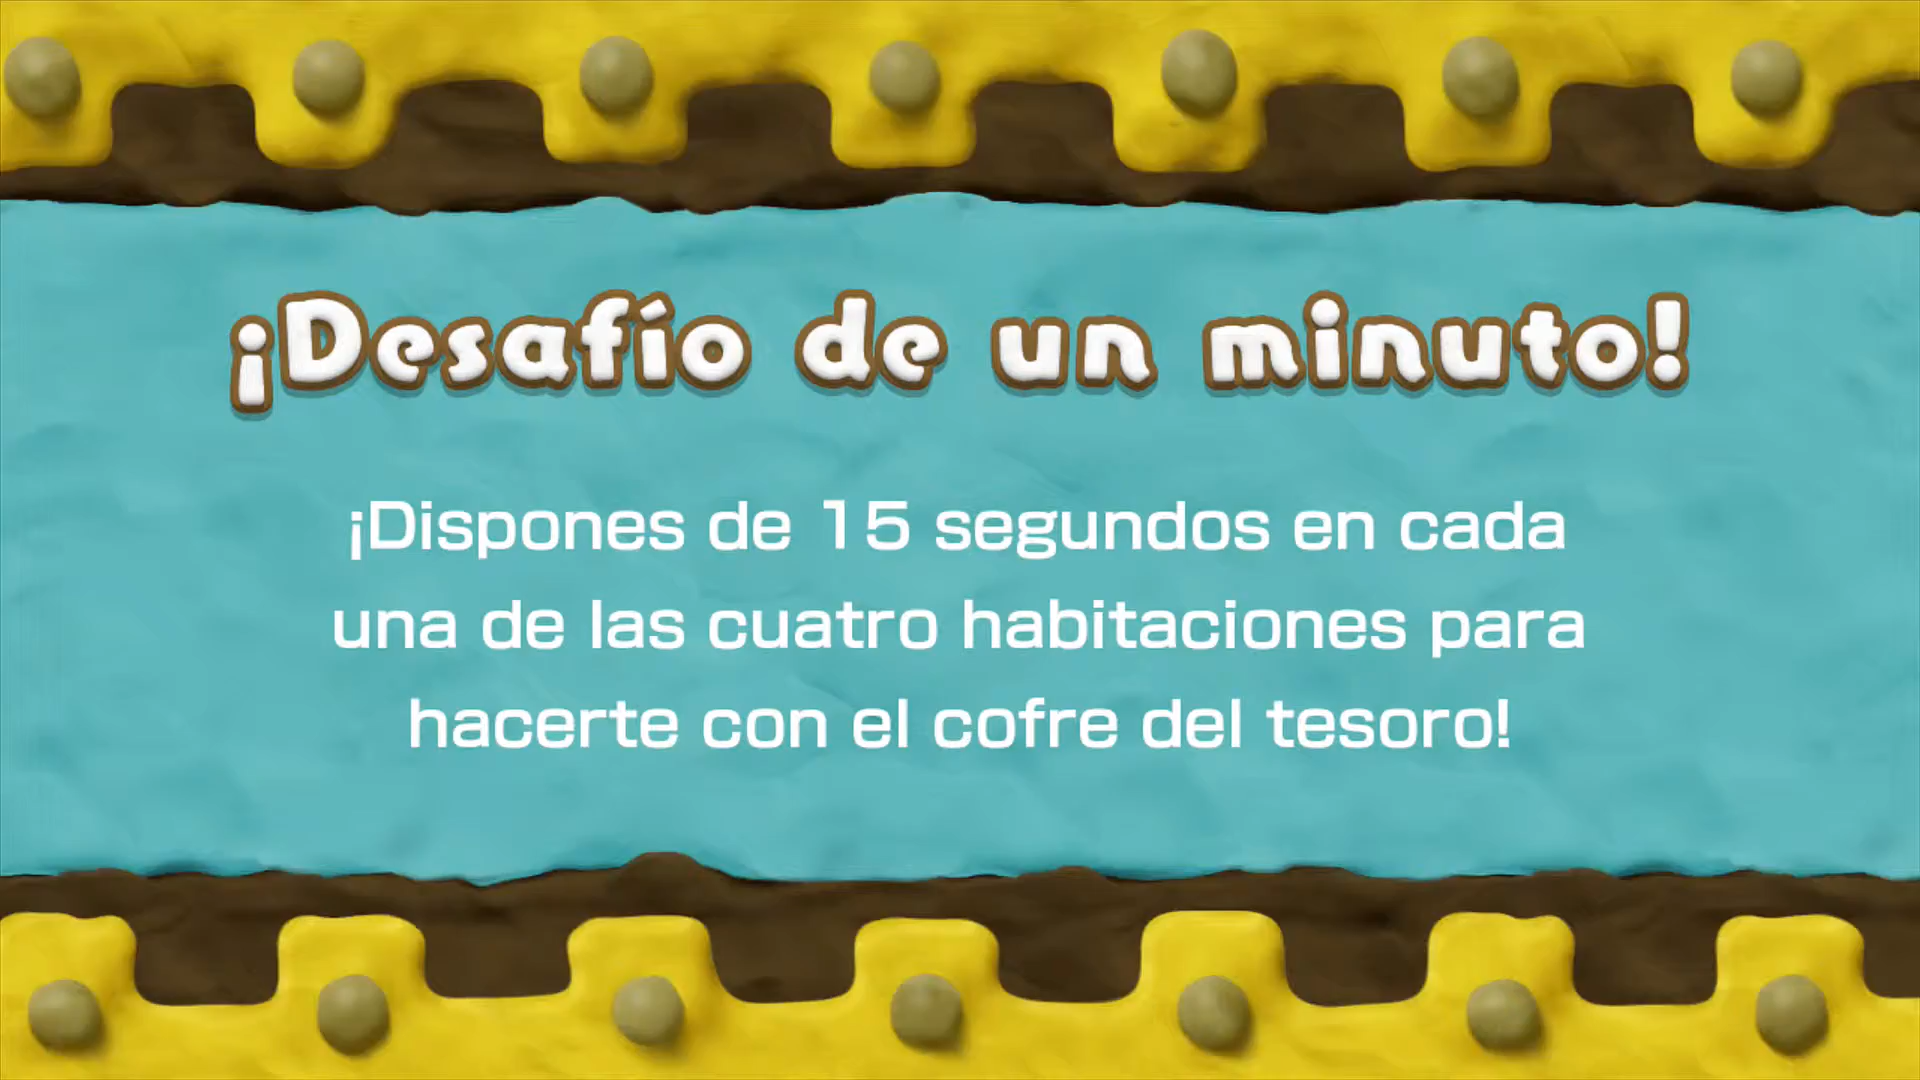 ¡Desafío de un minuto!
¡Dispones de 15 segundos en cada
una de las cuatro habitaciones para
hacerte con el cofre del tesoro!